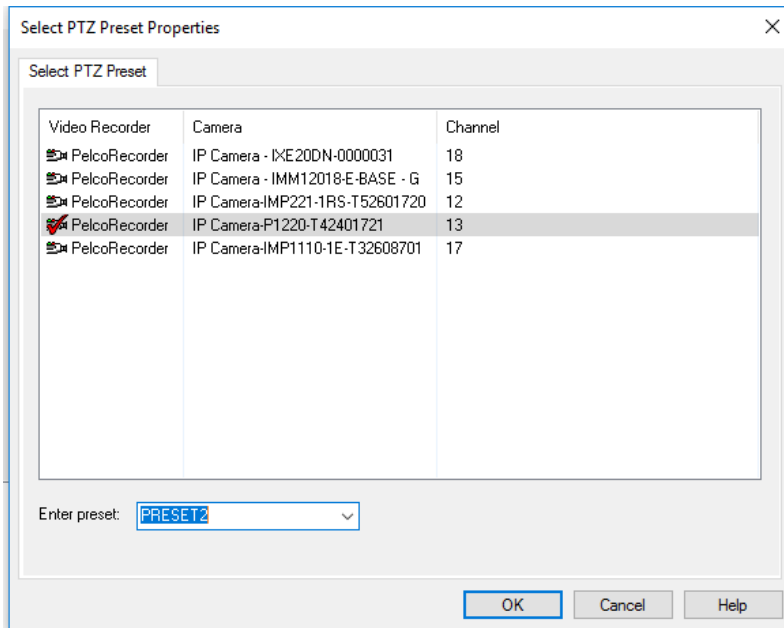 Select PTZ Preset Properties
Select PTZ Preset
Video Recorder Camera Channel
PelcoRecorder IP Camera - IXE20DN-0000031 18
PelcoRecorder IP Camera - IMM12018-E-BASE - G 15
PelcoRecorder IP Camera-IMP221-1RS-T52601720 12
PelcoRecorder IP Camera-P1220-T42401721 13
PelcoRecorder IP Camera-IMP1110-1E-T32608701 17
Enter preset: PRESET2
OK Cancel Help